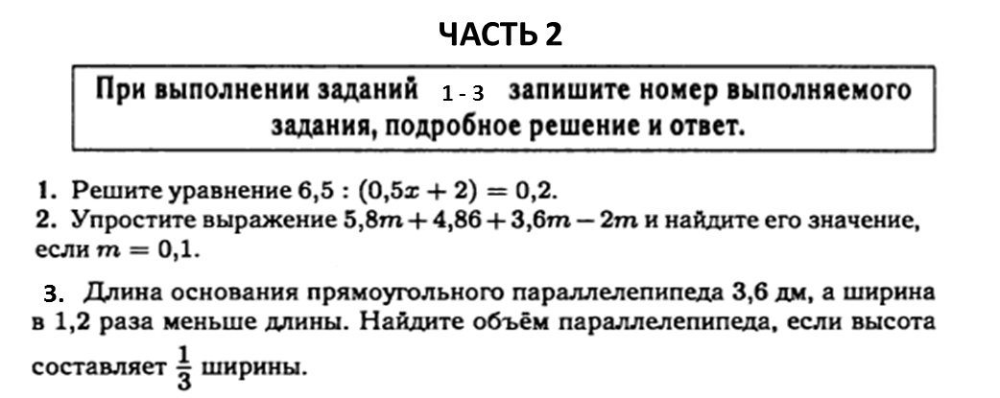 ЧАСТЬ 2
При выполнении заданий 1 - 3 запишите номер выполняемого
задания, подробное решение и ответ.
1. Решите уравнение 6,5 : (0,5x + 2) = 0,2.
2. Упростите выражение 5,8m + 4,86 + 3,6m − 2m и найдите его значение,
если m = 0,1.
3. Длина основания прямоугольного параллелепипеда 3,6 дм, а ширина
в 1,2 раза меньше длины. Найдите объём параллелепипеда, если высота
составляет 1/3 ширины.